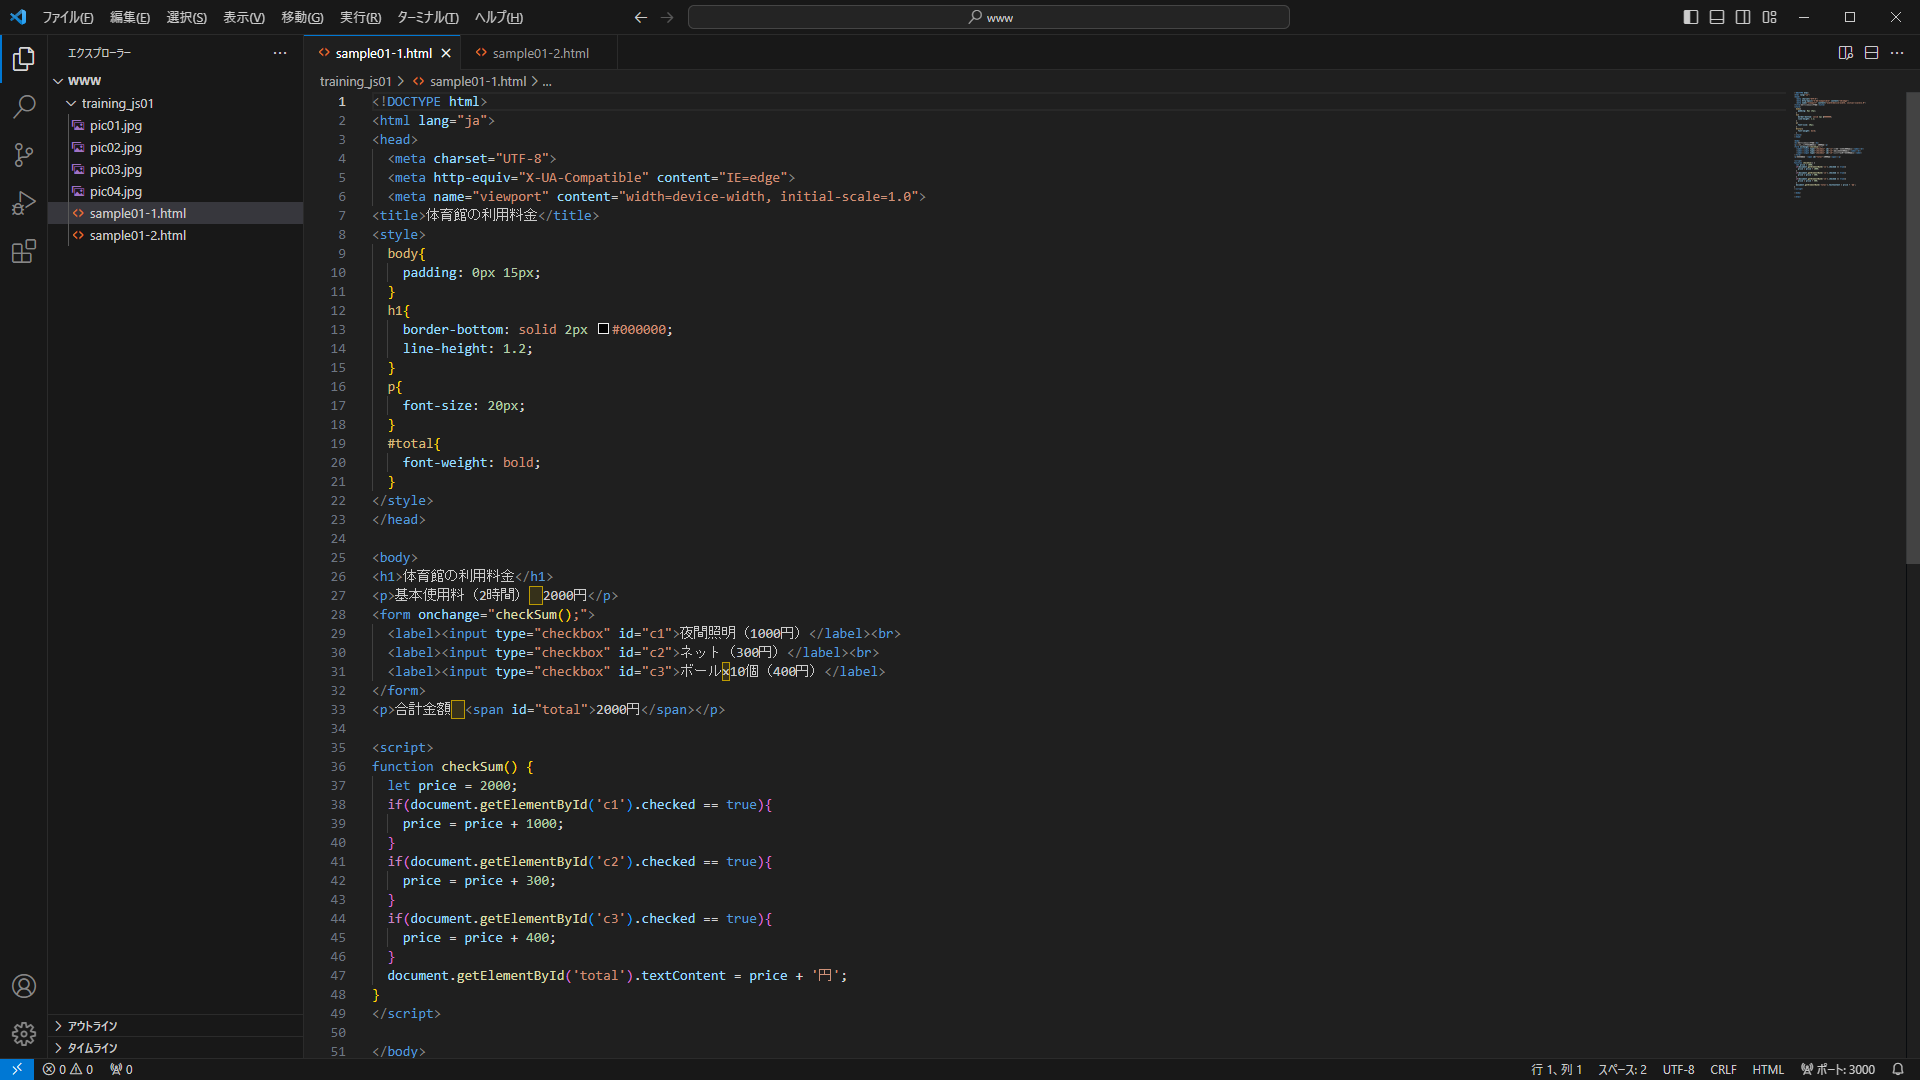 ファイル(F) 編集(E) 選択(S) 表示(V) 移動(G) 実行(R) ターミナル(T) ヘルプ(H)
www
エクスプローラー
WWW
training_js01
pic01.jpg
pic02.jpg
pic03.jpg
pic04.jpg
sample01-1.html
sample01-2.html
アウトライン
タイムライン
sample01-1.html
sample01-2.html
training_js01 > sample01-1.html > ...
1 <!DOCTYPE html>
2 <html lang="ja">
3 <head>
4   <meta charset="UTF-8">
5   <meta http-equiv="X-UA-Compatible" content="IE=edge">
6   <meta name="viewport" content="width=device-width, initial-scale=1.0">
7 <title>体育館の利用料金</title>
8 <style>
9   body{
10     padding: 0px 15px;
11   }
12   h1{
13     border-bottom: solid 2px #000000;
14     line-height: 1.2;
15   }
16   p{
17     font-size: 20px;
18   }
19   #total{
20     font-weight: bold;
21   }
22 </style>
23 </head>
24
25 <body>
26 <h1>体育館の利用料金</h1>
27 <p>基本使用料（2時間）　2000円</p>
28 <form onchange="checkSum();">
29   <label><input type="checkbox" id="c1">夜間照明（1000円）</label><br>
30   <label><input type="checkbox" id="c2">ネット（300円）</label><br>
31   <label><input type="checkbox" id="c3">ボール×10個（400円）</label>
32 </form>
33 <p>合計金額　<span id="total">2000円</span></p>
34
35 <script>
36 function checkSum() {
37   let price = 2000;
38   if(document.getElementById('c1').checked == true){
39     price = price + 1000;
40   }
41   if(document.getElementById('c2').checked == true){
42     price = price + 300;
43   }
44   if(document.getElementById('c3').checked == true){
45     price = price + 400;
46   }
47   document.getElementById('total').textContent = price + '円';
48 }
49 </script>
50
51 </body>
0 0 0
行 1、列 1 スペース: 2 UTF-8 CRLF HTML ポート: 3000